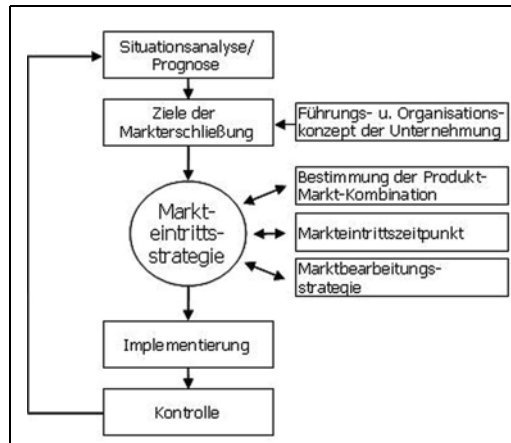 Situationsanalyse/
Prognose
Ziele der
Markterschließung
Führungs- u. Organisations-
konzept der Unternehmung
Bestimmung der Produkt-
Markt-Kombination
Markt-
eintritts-
strategie
Markteintrittszeitpunkt
Marktbearbeitungs-
strategie
Implementierung
Kontrolle